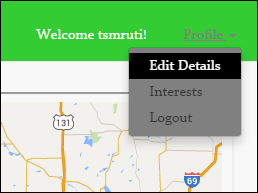 Welcome tsmruti!
Profile
Edit Details
Interests
Logout
131
69